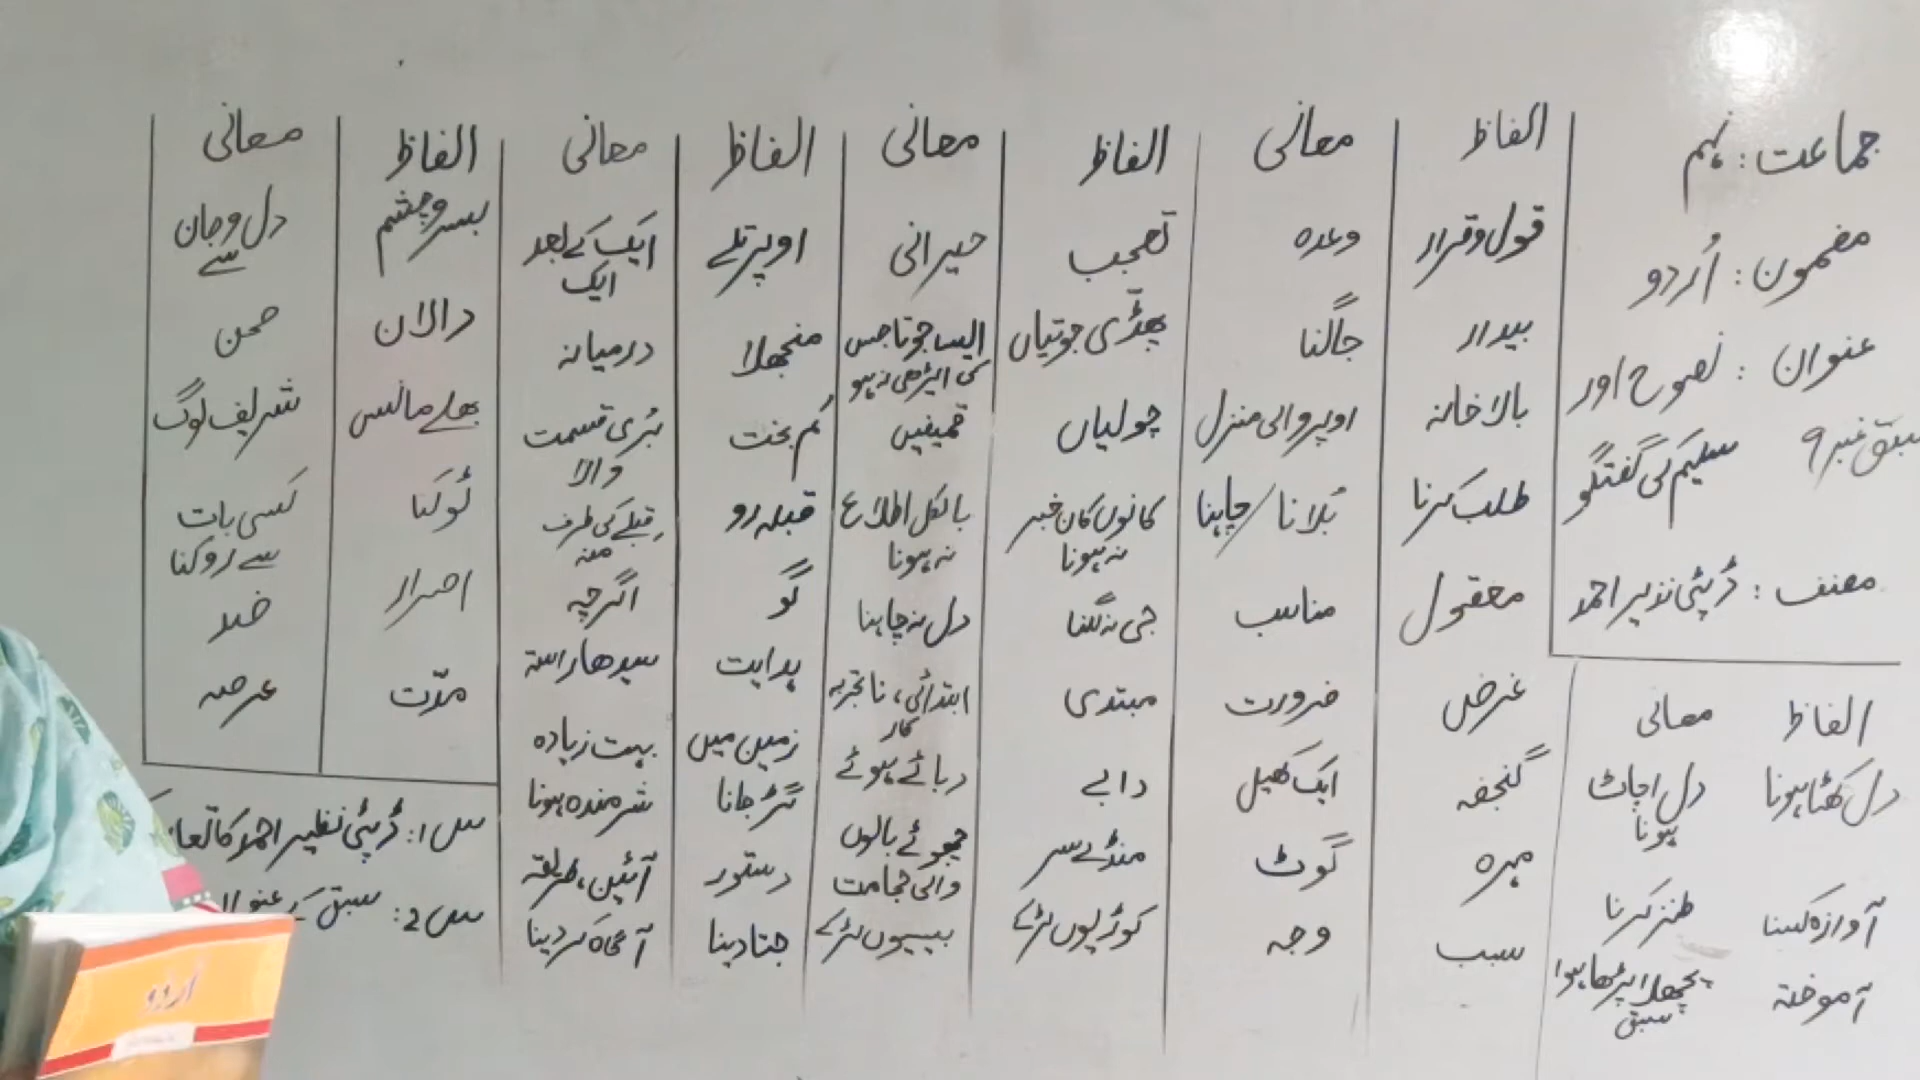 جماعت: نہم
مضمون: اُردو
عنوان: نصوح اور
سلیم کی گفتگو
سبق نمبر 9
مصنف: ڈپٹی نذیر احمد
الفاظ معانی
دل کھٹا ہونا دل اچاٹ ہونا
آوازہ کسنا طنز کرنا
آموختہ پچھلا پڑھا ہوا سبق
الفاظ معانی
قول و قرار وعدہ
بیدار جاگنا
بالا خانہ اوپر والی منزل
طلب کرنا بُلانا / چاہنا
معقول مناسب
غرض ضرورت
گنجفہ ایک کھیل
مہرہ گوٹ
سبب وجہ
الفاظ معانی
تعجب حیرانی
پھڈّی جوتیاں ایسا جوتا جس کی ایڑھی نہ ہو
چولیاں قمیضیں
کانوں کان خبر نہ ہونا بالکل اطلاع نہ ہونا
جی نہ لگنا دل نہ چاہنا
مبتدی ابتدائی، نا تجربہ کار
دابے دبائے ہوئے
منڈے سر چھوٹے بالوں والی حجامت
کوڑیوں لڑکے بیسیوں لڑکے
الفاظ معانی
اوپر تلے ایک کے بعد ایک
منجھلا درمیانہ
کم بخت بُری قسمت والا
قبلہ رو قبلے کی طرف منہ
گو اگرچہ
ہدایت سیدھا راستہ
زمین میں گڑ جانا بہت زیادہ شرمندہ ہونا
دستور آئین، طریقہ
جتا دینا آگاہ کر دینا
الفاظ معانی
بسر و چشم دل و جان سے
دالان صحن
بھلے مانس شریف لوگ
ٹوکنا کسی بات سے روکنا
اصرار ضد
مدّت عرصہ
س 1: ڈپٹی نظیر احمد کا
س 2: سبق کے
اردو